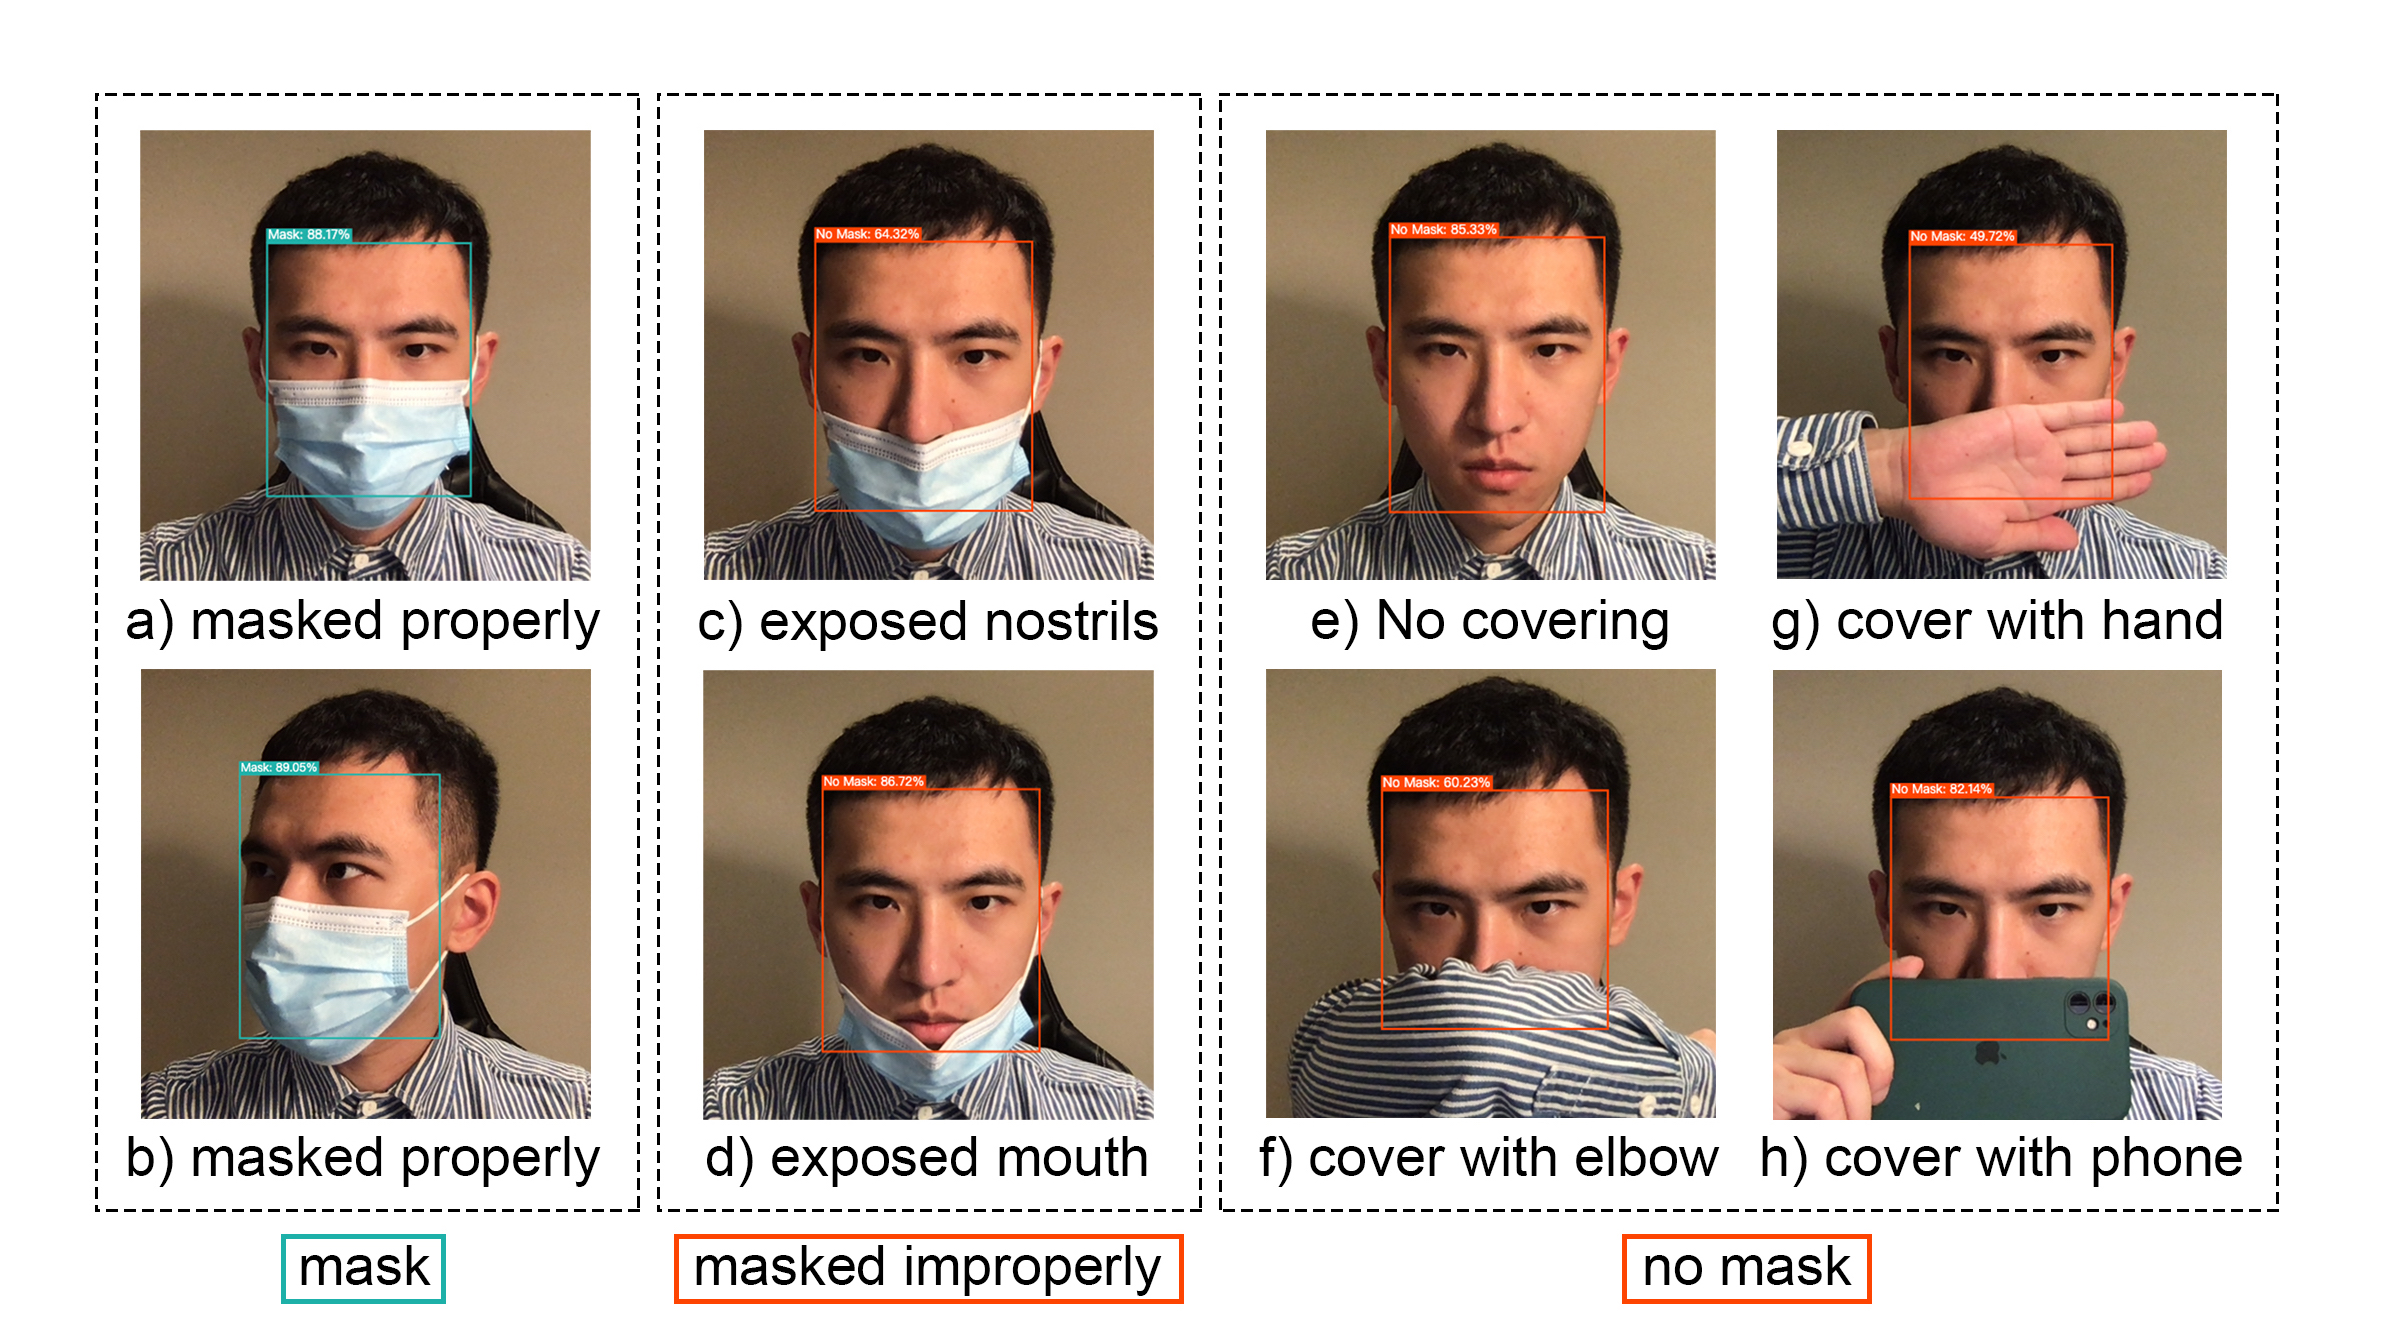 Mask: 88.17%
a) masked properly
Mask: 89.05%
b) masked properly
mask
No Mask: 64.32%
c) exposed nostrils
No Mask: 86.72%
d) exposed mouth
masked improperly
No Mask: 85.33%
e) No covering
No Mask: 49.72%
g) cover with hand
No Mask: 60.23%
f) cover with elbow
No Mask: 82.14%
h) cover with phone
no mask